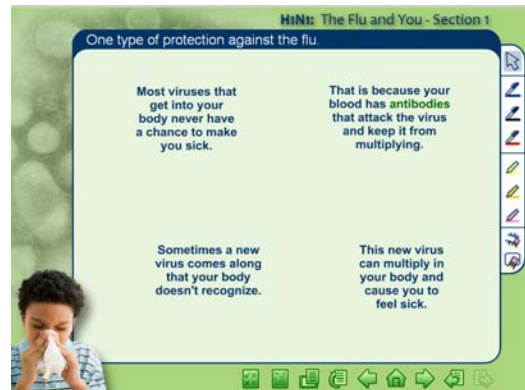 H1N1: The Flu and You - Section 1
One type of protection against the flu.
Most viruses that
get into your
body never have
a chance to make
you sick.
That is because your
blood has antibodies
that attack the virus
and keep it from
multiplying.
Sometimes a new
virus comes along
that your body
doesn't recognize.
This new virus
can multiply in
your body and
cause you to
feel sick.